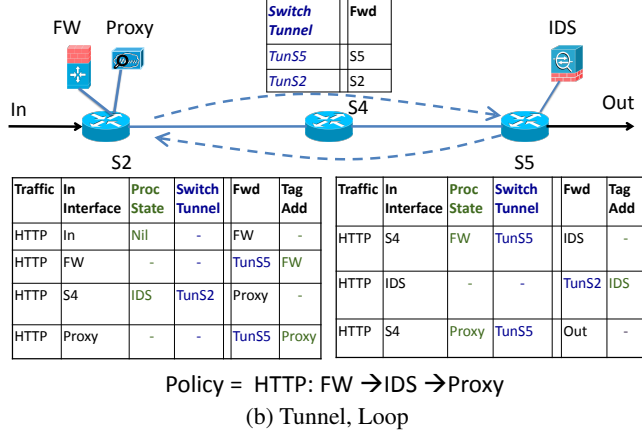 FW Proxy
Switch Tunnel Fwd
TunS5 S5
TunS2 S2
IDS
In
S4
Out
S2
S5
Traffic In Interface Proc State Switch Tunnel Fwd Tag Add
HTTP In Nil - FW -
HTTP FW - - TunS5 FW
HTTP S4 IDS TunS2 Proxy -
HTTP Proxy - - TunS5 Proxy
Traffic In Interface Proc State Switch Tunnel Fwd Tag Add
HTTP S4 FW TunS5 IDS -
HTTP IDS - - TunS2 IDS
HTTP S4 Proxy TunS5 Out -
Policy = HTTP: FW →IDS →Proxy
(b) Tunnel, Loop